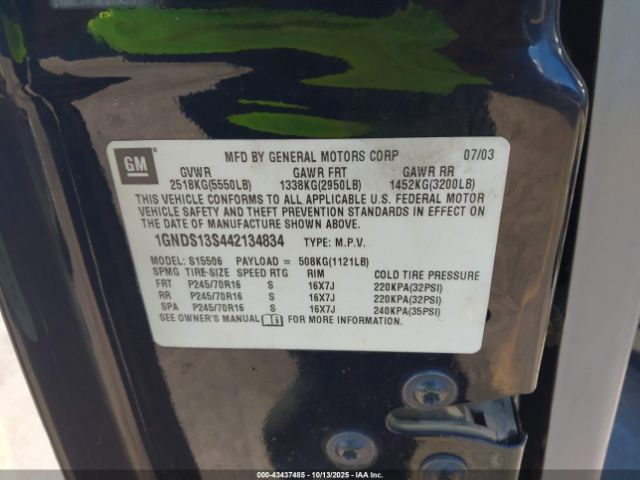 GM
MFD BY GENERAL MOTORS CORP 07/03
GVWR GAWR FRT GAWR RR
2518KG(5550LB) 1338KG(2950LB) 1452KG(3200LB)
THIS VEHICLE CONFORMS TO ALL APPLICABLE U.S. FEDERAL MOTOR
VEHICLE SAFETY AND THEFT PREVENTION STANDARDS IN EFFECT ON
THE DATE OF MANUFACTURE SHOWN ABOVE.
1GNDS13S442134834 TYPE: M.P.V.
MODEL: S15506 PAYLOAD = 508KG(1121LB)
SPMG TIRE-SIZE SPEED RTG RIM COLD TIRE PRESSURE
FRT P245/70R16 S 16X7J 220KPA(32PSI)
RR P245/70R16 S 16X7J 220KPA(32PSI)
SPA P245/70R16 S 16X7J 240KPA(35PSI)
SEE OWNER'S MANUAL FOR MORE INFORMATION.
000-43437485 - 10/13/2025 - copart.com